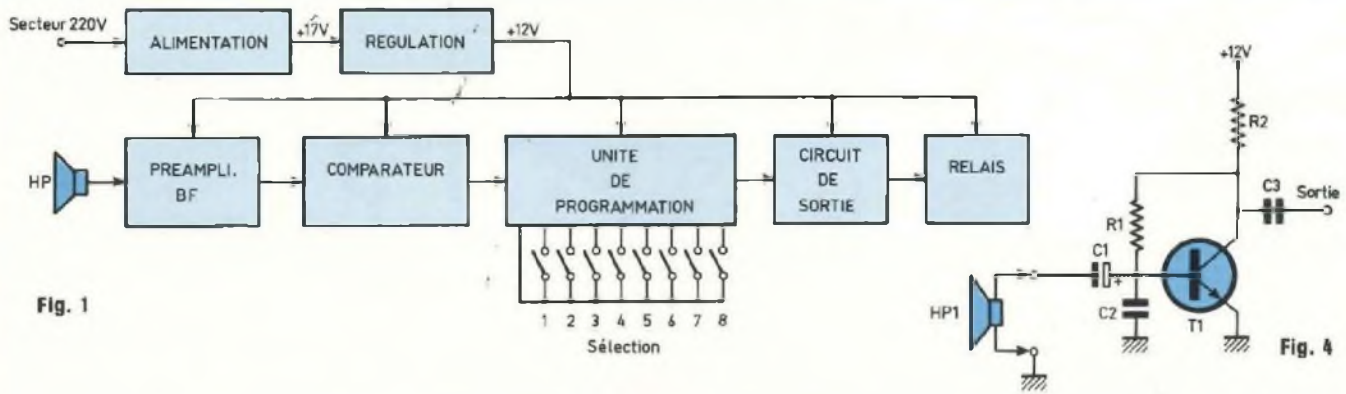 Secteur 220V
ALIMENTATION
+17V
REGULATION
+12V
HP
PREAMPLI.
BF
COMPARATEUR
UNITE
DE
PROGRAMMATION
CIRCUIT
DE
SORTIE
RELAIS
1 2 3 4 5 6 7 8
Sélection
Fig. 1
+12V
R2
C3
Sortie
R1
C1
+
C2
T1
HP1
Fig. 4